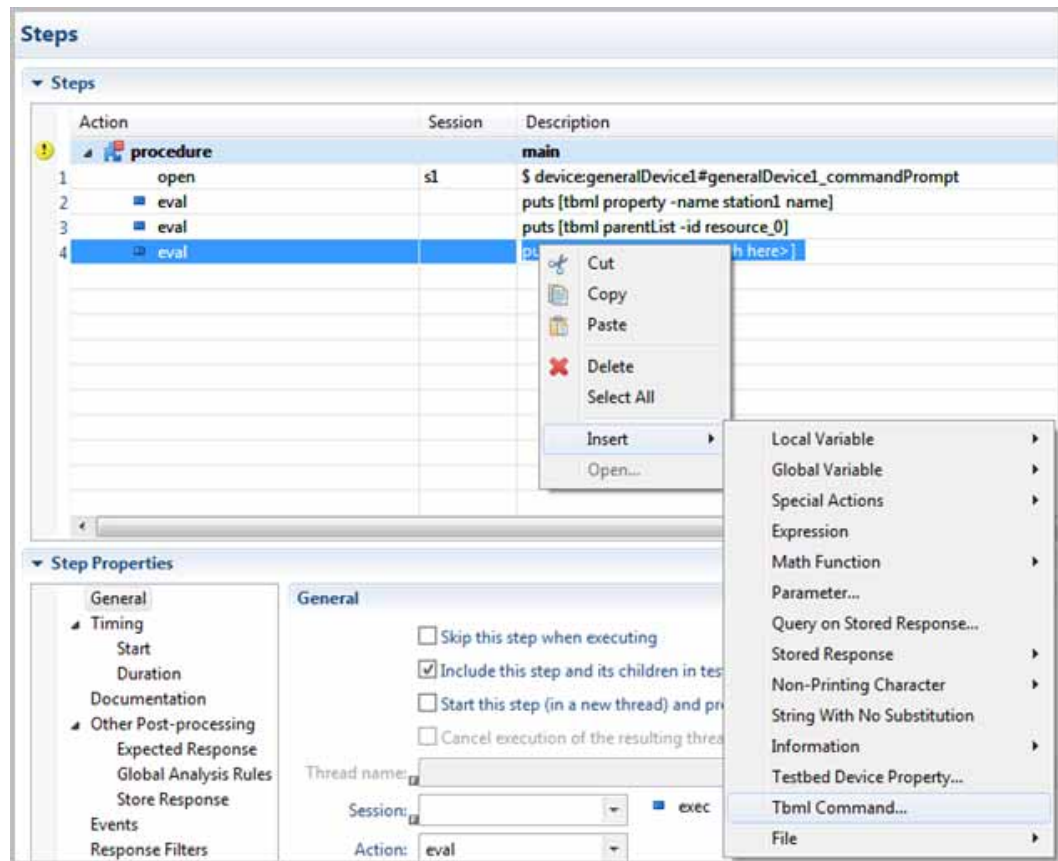 Steps
Steps
Action Session Description
procedure main
1 open s1 $ device:generalDevice1#generalDevice1_commandPrompt
2 eval puts [tbml property -name station1 name]
3 eval puts [tbml parentList -id resource_0]
4 eval pu h here>]
Cut
Copy
Paste
Delete
Select All
Insert
Open...
Local Variable
Global Variable
Special Actions
Expression
Math Function
Parameter...
Query on Stored Response...
Stored Response
Non-Printing Character
String With No Substitution
Information
Testbed Device Property...
Tbml Command...
File
Step Properties
General
Timing
Start
Duration
Documentation
Other Post-processing
Expected Response
Global Analysis Rules
Store Response
Events
Response Filters
General
Skip this step when executing
Include this step and its children in tes
Start this step (in a new thread) and pr
Cancel execution of the resulting threa
Thread name:
Session: exec
Action: eval